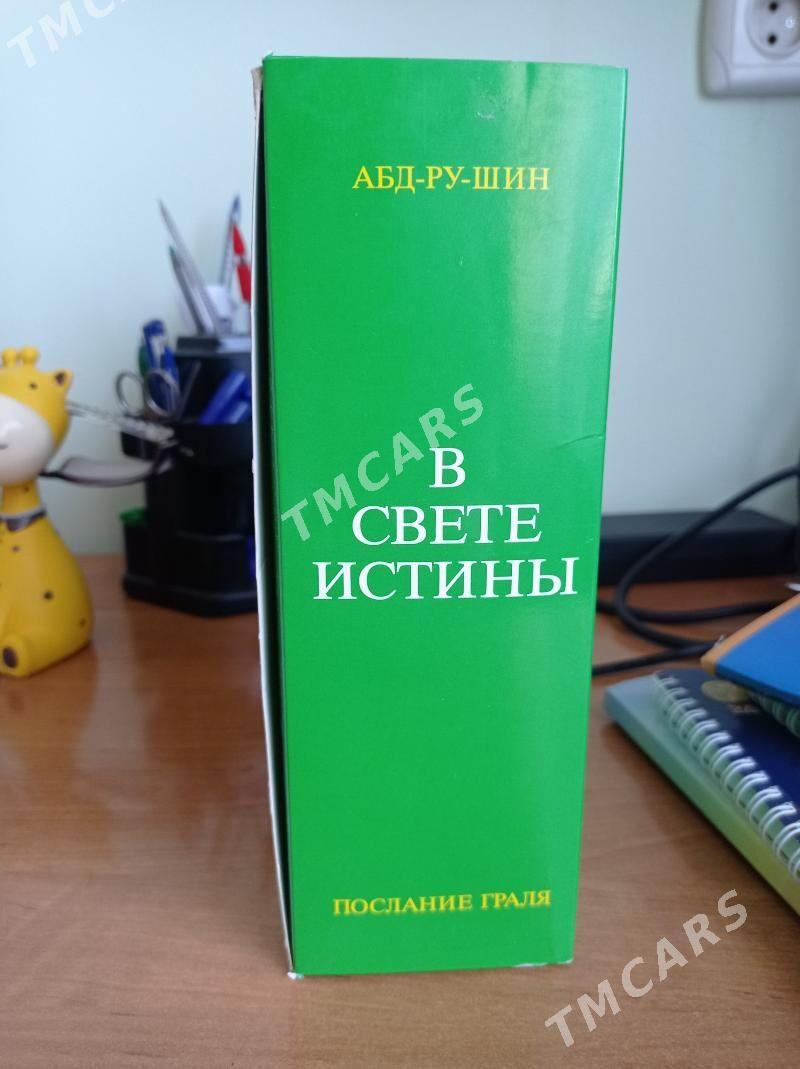 TMCARS
АБД-РУ-ШИН
TMCARS
В
СВЕТЕ
ИСТИНЫ
ПОСЛАНИЕ ГРАЛЯ
TMCARS